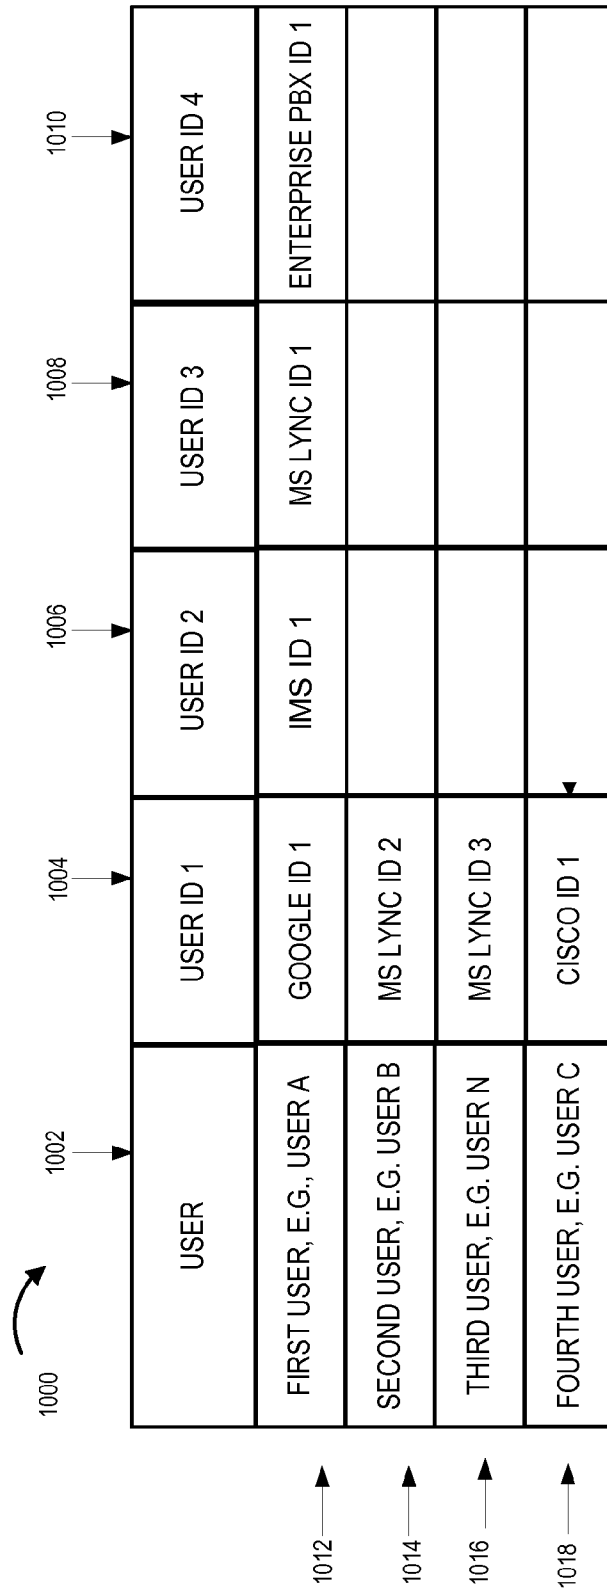 1000
1002
1004
1006
1008
1010
USER
USER ID 1
USER ID 2
USER ID 3
USER ID 4
1012
FIRST USER, E.G., USER A
GOOGLE ID 1
IMS ID 1
MS LYNC ID 1
ENTERPRISE PBX ID 1
1014
SECOND USER, E.G. USER B
MS LYNC ID 2
1016
THIRD USER, E.G. USER N
MS LYNC ID 3
1018
FOURTH USER, E.G. USER C
CISCO ID 1